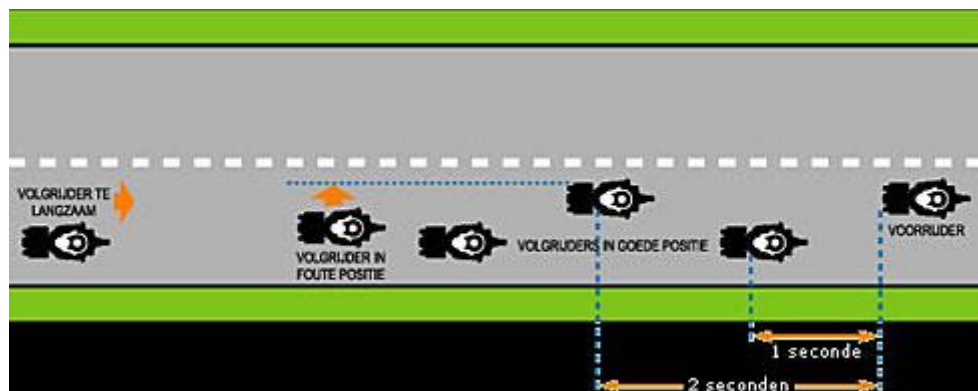 VOLGRIJDER TE
LANGZAAM
VOLGRIJDER IN
FOUTE POSITIE
VOLGRIJDERS IN GOEDE POSITIE
VOORRIJDER
1 seconde
2 seconden